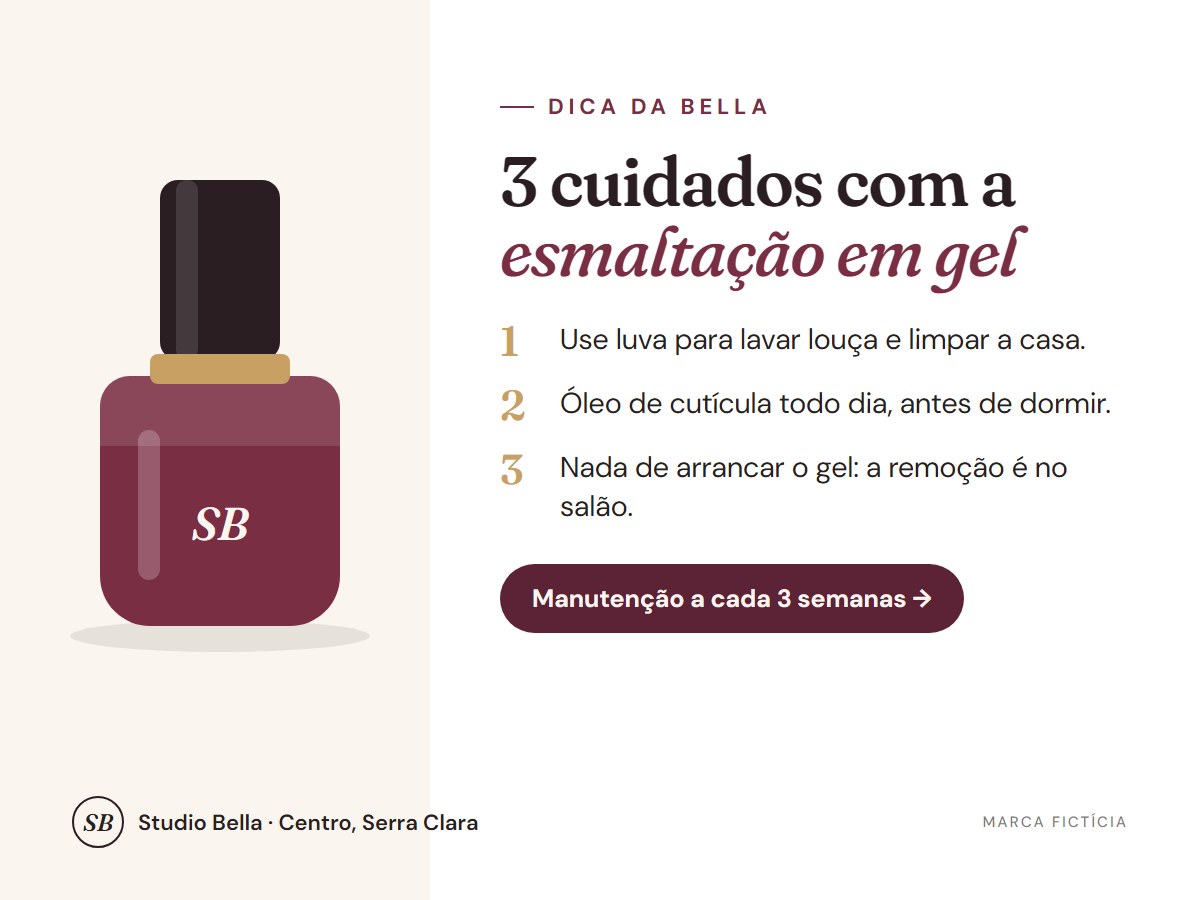 DICA DA BELLA
3 cuidados com a
esmaltação em gel
1 Use luva para lavar louça e limpar a casa.
2 Óleo de cutícula todo dia, antes de dormir.
3 Nada de arrancar o gel: a remoção é no
salão.
SB
Manutenção a cada 3 semanas →
SB Studio Bella · Centro, Serra Clara
MARCA FICTÍCIA